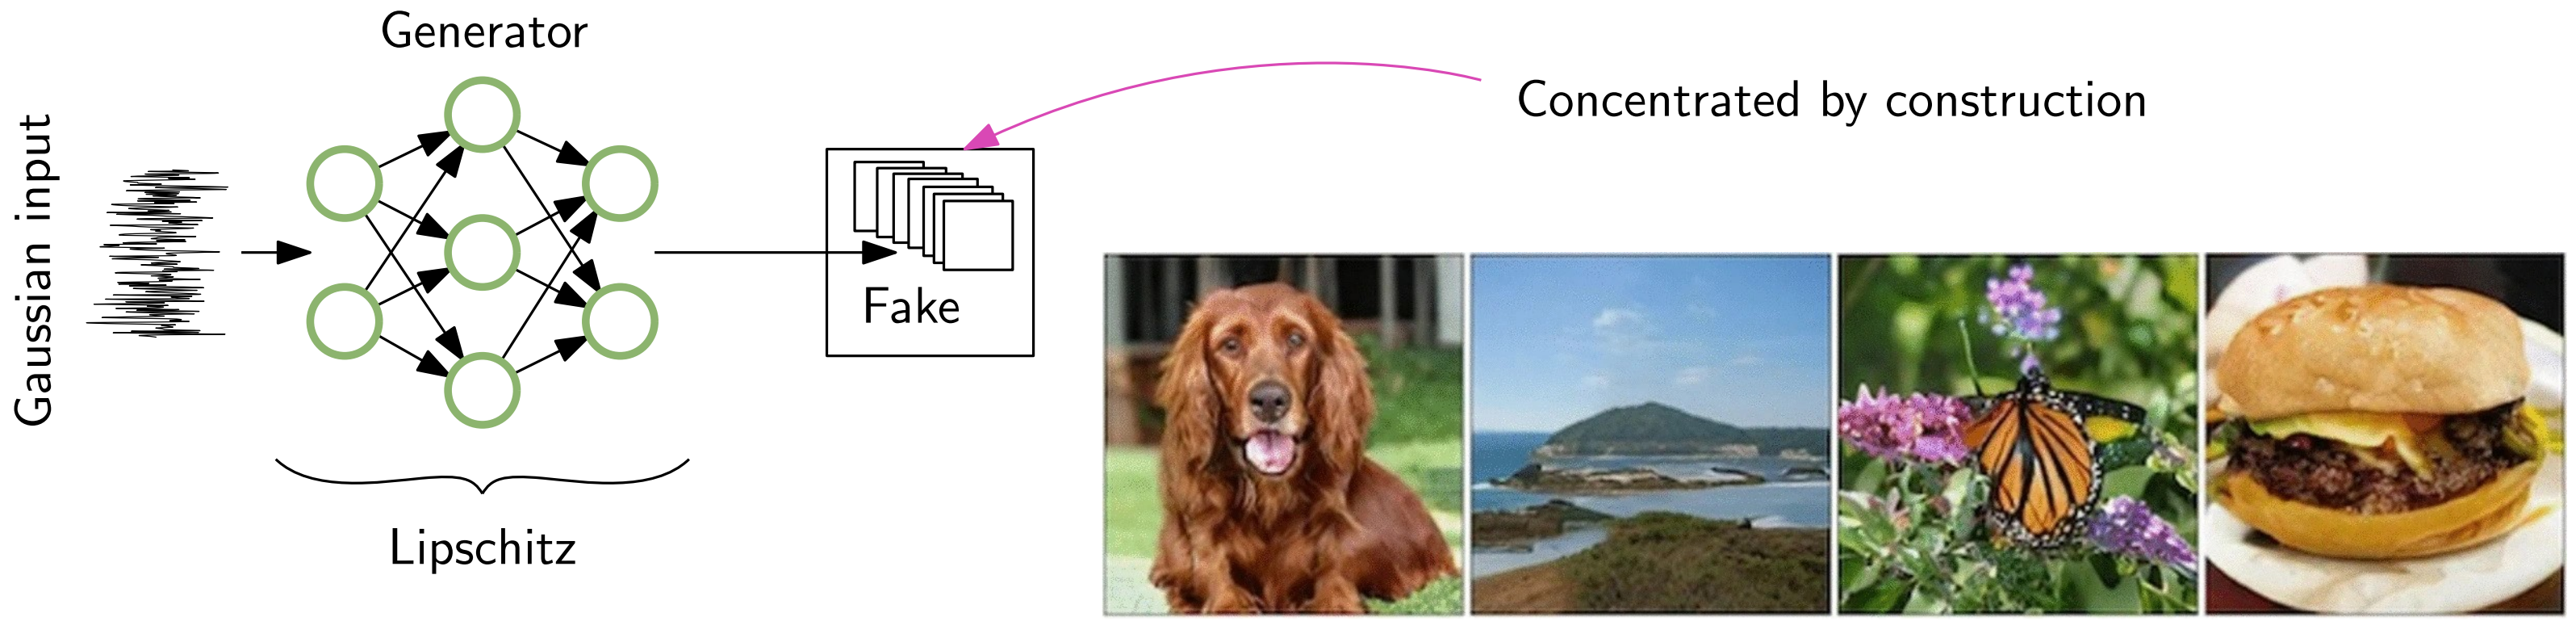 Generator
Gaussian input
Concentrated by construction
Fake
Lipschitz